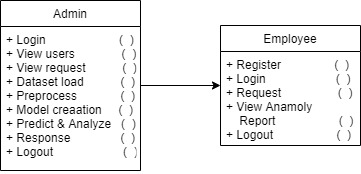 Admin
+ Login ( )
+ View users ( )
+ View request ( )
+ Dataset load ( )
+ Preprocess ( )
+ Model creaation ( )
+ Predict & Analyze ( )
+ Response ( )
+ Logout ( )
Employee
+ Register ( )
+ Login ( )
+ Request ( )
+ View Anamoly
Report ( )
+ Logout ( )